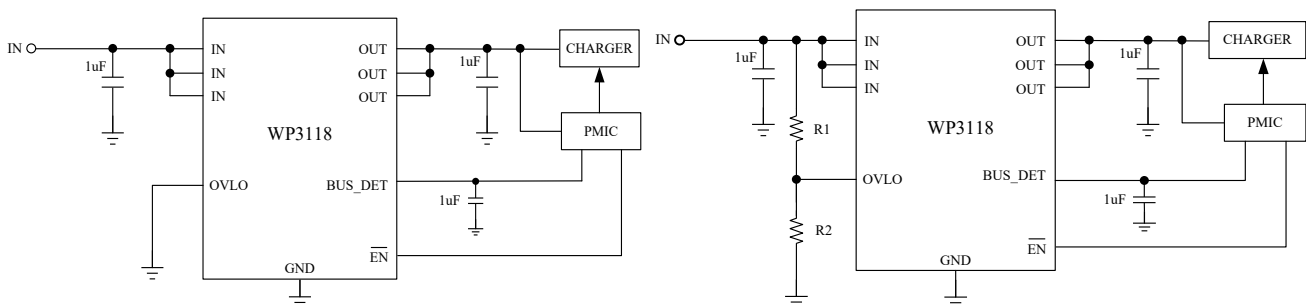 IN
1uF
IN
IN
IN
OVLO
WP3118
GND
OUT
OUT
OUT
BUS_DET
EN
1uF
1uF
CHARGER
PMIC
IN
1uF
R1
R2
IN
IN
IN
OVLO
WP3118
GND
OUT
OUT
OUT
BUS_DET
EN
1uF
1uF
CHARGER
PMIC